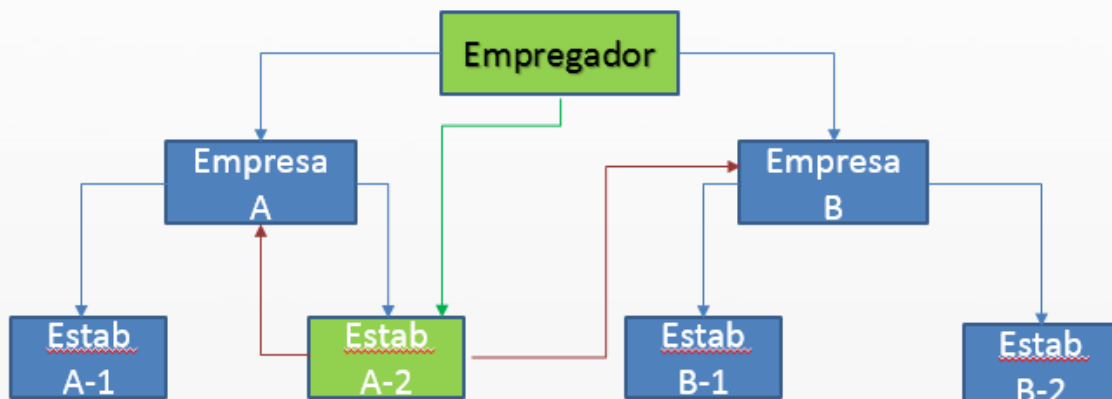 Empregador
Empresa
A
Empresa
B
Estab
A-1
Estab
A-2
Estab
B-1
Estab
B-2